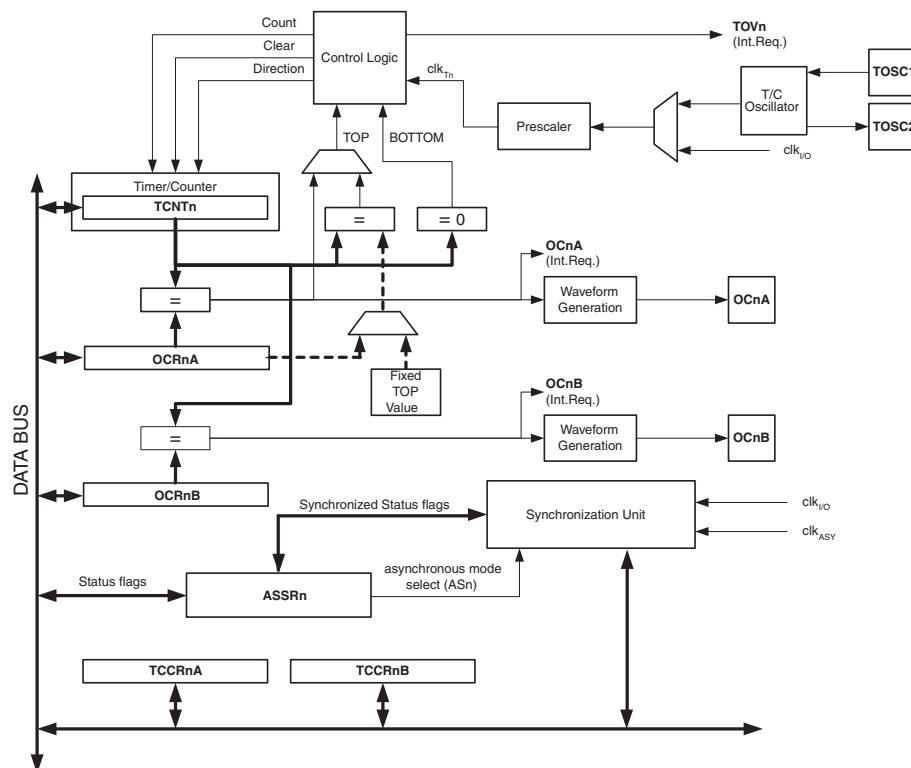 Count
Clear
Direction
Control Logic
TOVn
(Int.Req.)
clkTn
TOSC1
T/C
Oscillator
TOSC2
Prescaler
clkI/O
TOP
BOTTOM
Timer/Counter
TCNTn
=
= 0
OCnA
(Int.Req.)
=
Waveform
Generation
OCnA
OCRnA
Fixed
TOP
Value
OCnB
(Int.Req.)
=
Waveform
Generation
OCnB
OCRnB
DATA BUS
Synchronized Status flags
Synchronization Unit
clkI/O
clkASY
Status flags
ASSRn
asynchronous mode
select (ASn)
TCCRnA
TCCRnB